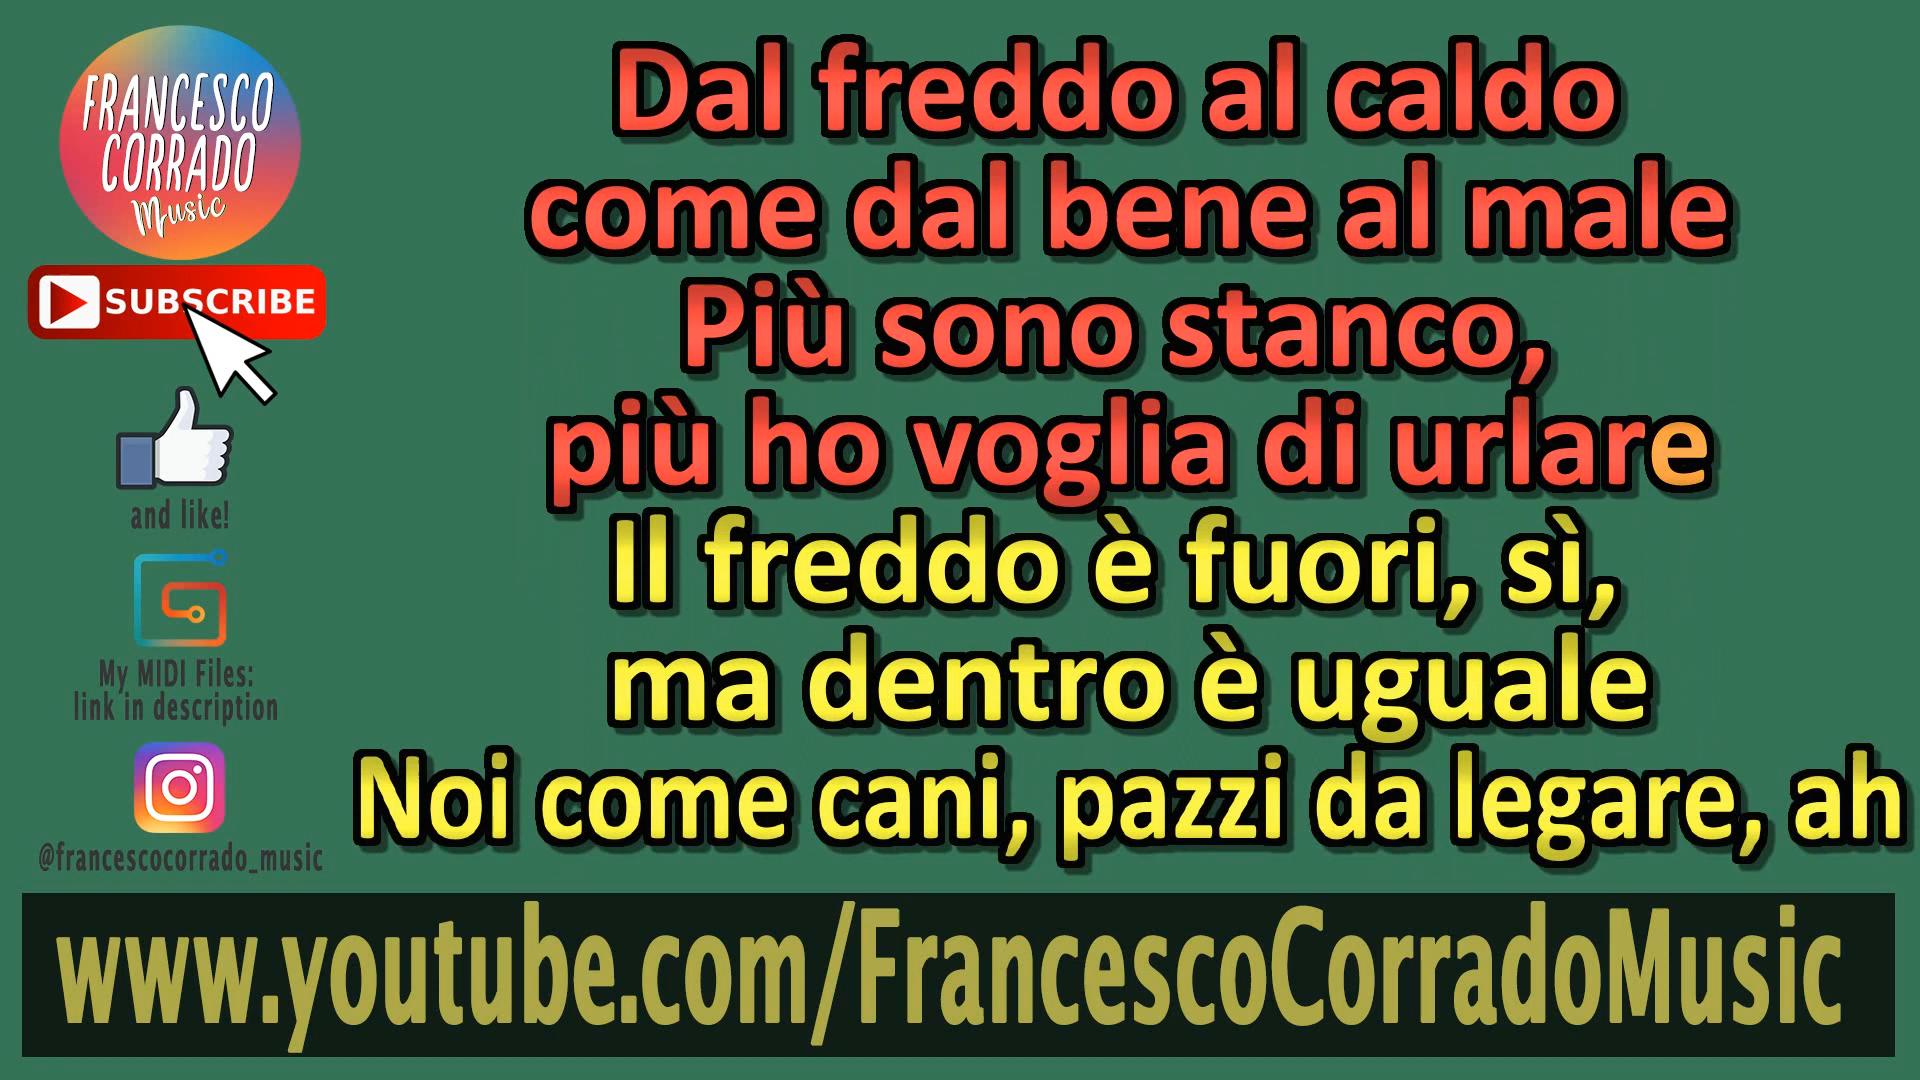 FRANCESCO
CORRADO
Music
SUBSCRIBE
and like!
My MIDI Files:
link in description
@francescocorrado_music
Dal freddo al caldo
come dal bene al male
Più sono stanco,
più ho voglia di urlare
Il freddo è fuori, sì,
ma dentro è uguale
Noi come cani, pazzi da legare, ah
www.youtube.com/FrancescoCorradoMusic